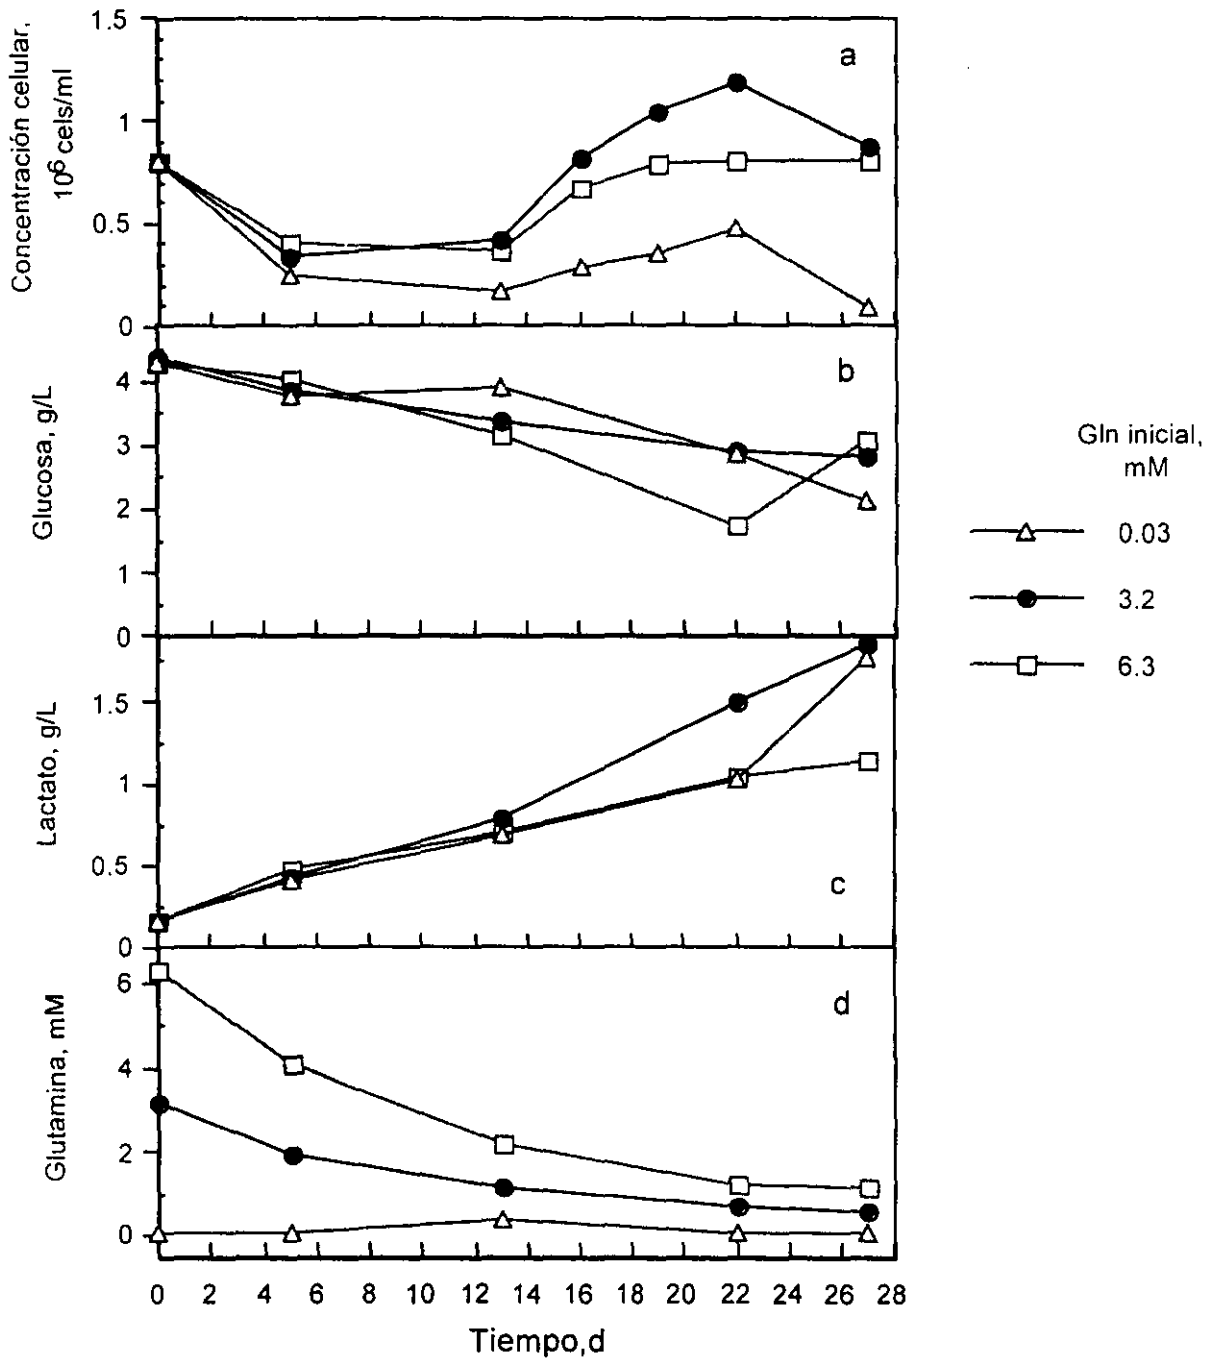 Concentración celular,
10⁶ cels/ml
1.5
1
0.5
0
a
Glucosa, g/L
4
3
2
1
0
b
Lactato, g/L
1.5
1
0.5
0
c
Glutamina, mM
6
4
2
0
d
0 2 4 6 8 10 12 14 16 18 20 22 24 26 28
Tiempo,d
Gln inicial,
mM
0.03
3.2
6.3